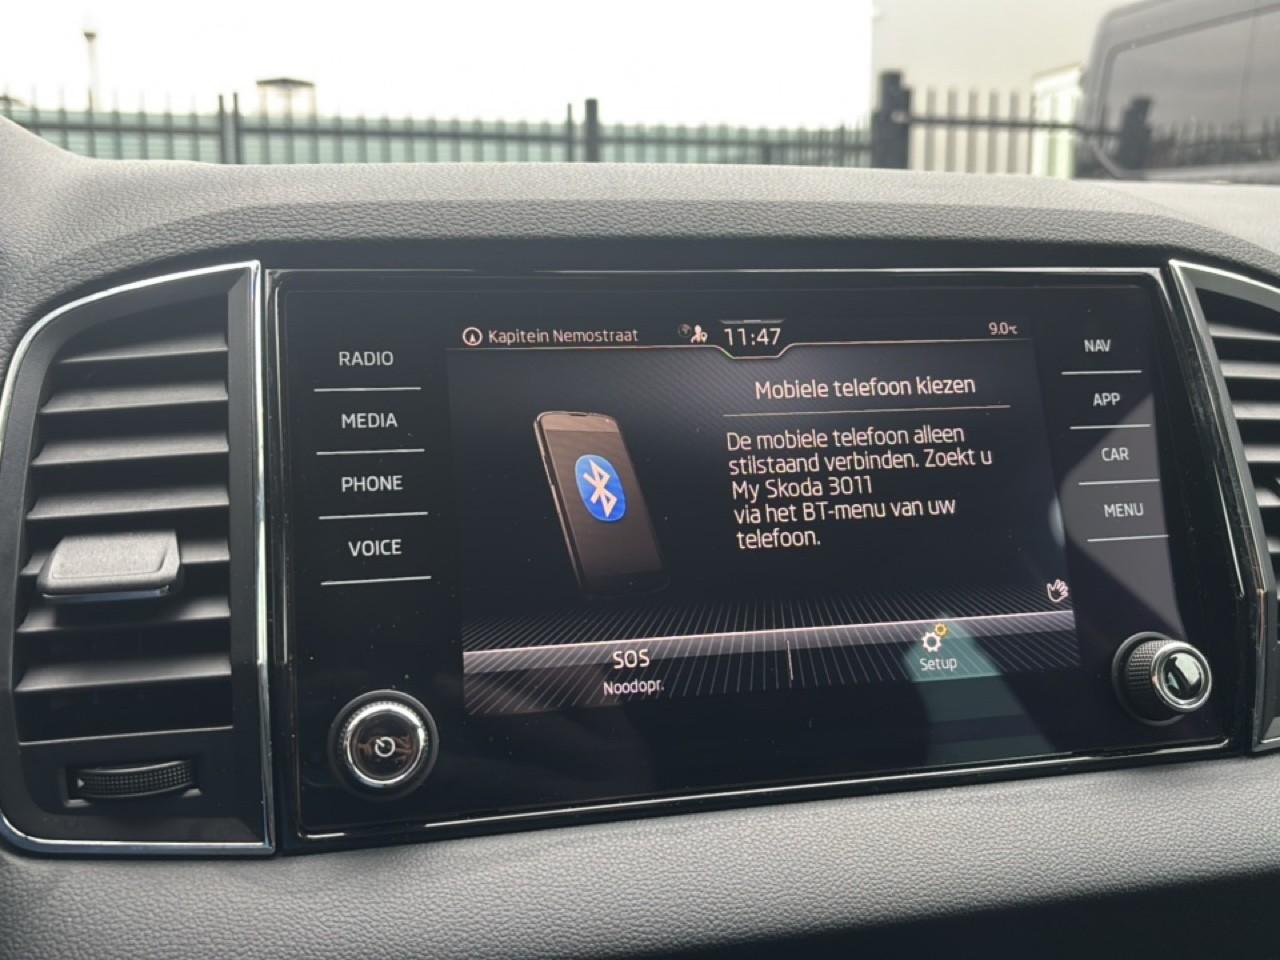 Kapitein Nemostraat
11:47
9.0°C
RADIO
MEDIA
PHONE
VOICE
Mobiele telefoon kiezen
De mobiele telefoon alleen
stilstaand verbinden. Zoekt u
My Skoda 3011
via het BT-menu van uw
telefoon.
SOS
Noodopr.
Setup
NAV
APP
CAR
MENU